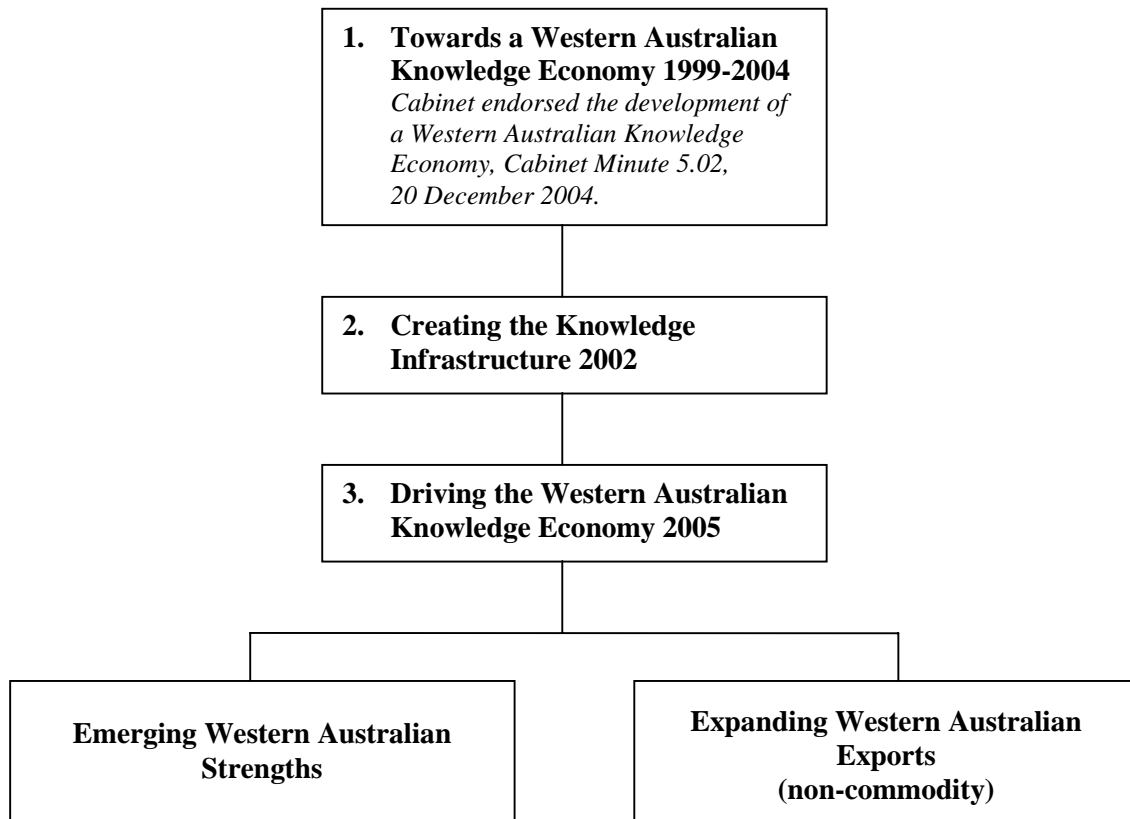 1. Towards a Western Australian
Knowledge Economy 1999-2004
Cabinet endorsed the development of
a Western Australian Knowledge
Economy, Cabinet Minute 5.02,
20 December 2004.
2. Creating the Knowledge
Infrastructure 2002
3. Driving the Western Australian
Knowledge Economy 2005
Emerging Western Australian
Strengths
Expanding Western Australian
Exports
(non-commodity)